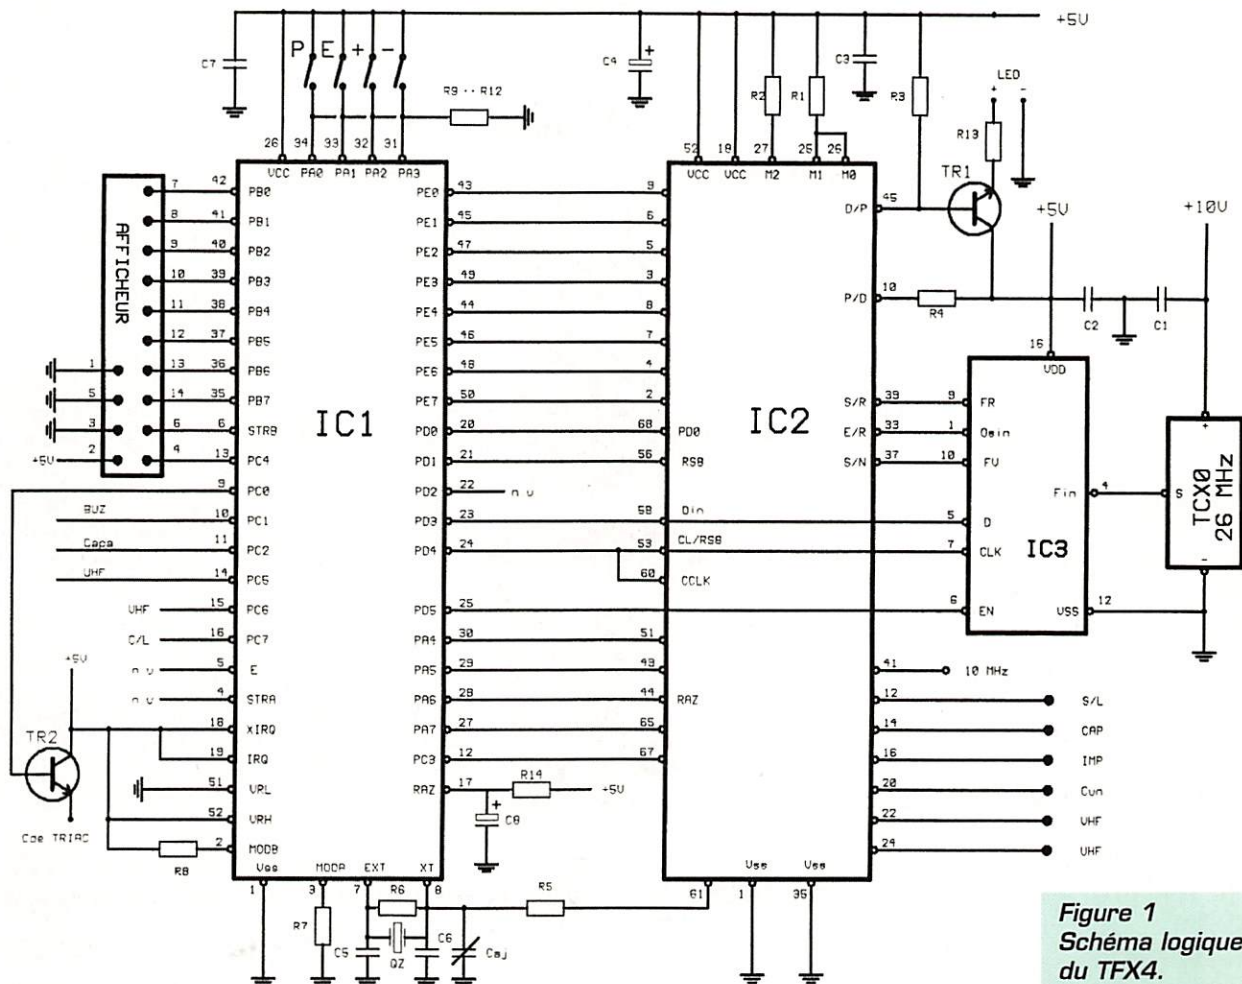 +5V
C7
P E + -
R9 .. R12
C4
+
R2
R1
C3
R3
LED
+ -
R13
TR1
+5V
+10V
26 34 33 32 31
VCC PA0 PA1 PA2 PA3
52 18 27 25 26
VCC VCC M2 M1 M0
AFFICHEUR
7 42 PB0
8 41 PB1
9 40 PB2
10 39 PB3
11 38 PB4
12 37 PB5
1 13 36 PB6
5 14 35 PB7
3 6 6 STRB
+5V 2 4 13 PC4
9 PC0
BUZ 10 PC1
Capa 11 PC2
UHF 14 PC5
VHF 15 PC6
C/L 16 PC7
5 E
4 STRA
18 XIRQ
19 IRQ
51 VRL
52 VRH
2 MODB
+5V
TR2
Cde TRIAC
R8
IC1
PE0 43 9
PE1 45 6
PE2 47 5
PE3 49 3
PE4 44 8
PE5 46 7
PE6 48 4
PE7 50 2
PD0 20 68 PD0
PD1 21 56 RSB
PD2 22
PD3 23 58 Din
PD4 24 53 CL/RSB
60 CCLK
PD5 25
PA4 30 51
PA5 29 43
PA6 28 44 RAZ
PA7 27 65
PC3 12 67
RAZ 17 R14 +5V
+
C8
Vss MODA EXT XT
1 3 7 8
R7
R6
C5
QZ
C6
Caj
R5
IC2
D/P 45
P/D 10
R4
C2
C1
S/R 39 9 FR
E/R 33 1 Osin
S/N 37 10 FV
5 D
7 CLK
6 EN
16
VDD
Fin 4
IC3
VSS 12
+
S
TCXO
26 MHz
-
41 10 MHz
12 S/L
14 CAP
16 IMP
20 Cun
22 VHF
24 UHF
Vss Vss
61 1 35
Figure 1
Schéma logique
du TFX4.